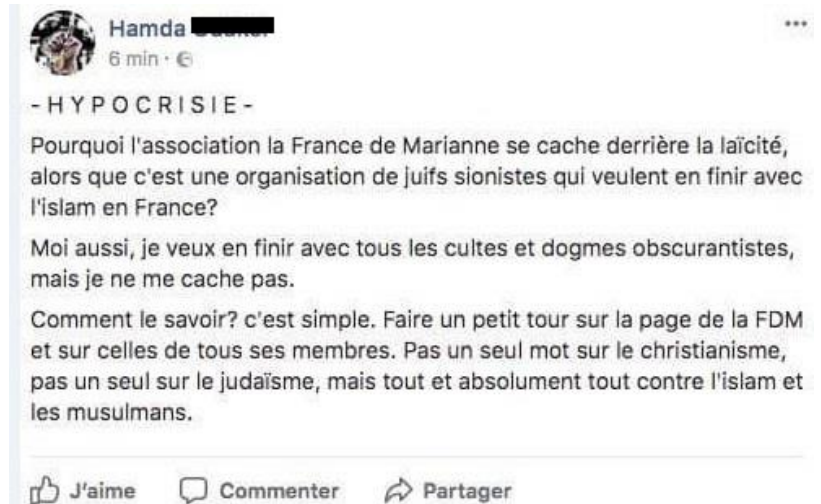 Hamda
6 min ·
- H Y P O C R I S I E -
Pourquoi l'association la France de Marianne se cache derrière la laïcité,
alors que c'est une organisation de juifs sionistes qui veulent en finir avec
l'islam en France?
Moi aussi, je veux en finir avec tous les cultes et dogmes obscurantistes,
mais je ne me cache pas.
Comment le savoir? c'est simple. Faire un petit tour sur la page de la FDM
et sur celles de tous ses membres. Pas un seul mot sur le christianisme,
pas un seul sur le judaïsme, mais tout et absolument tout contre l'islam et
les musulmans.
J'aime Commenter Partager